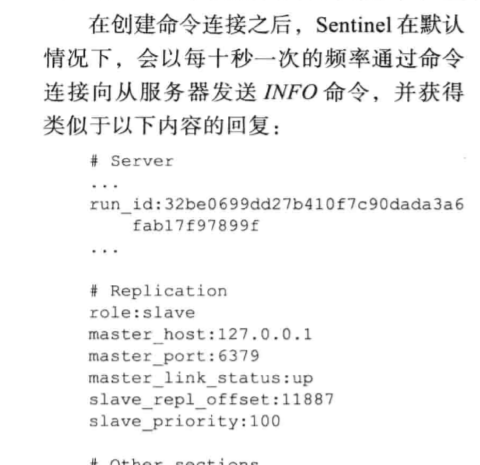 在创建命令连接之后，Sentinel 在默认
情况下，会以每十秒一次的频率通过命令
连接向从服务器发送 INFO 命令，并获得
类似于以下内容的回复：
# Server
...
run_id:32be0699dd27b410f7c90dada3a6
fab17f97899f
...
# Replication
role:slave
master_host:127.0.0.1
master_port:6379
master_link_status:up
slave_repl_offset:11887
slave_priority:100
# Other sections